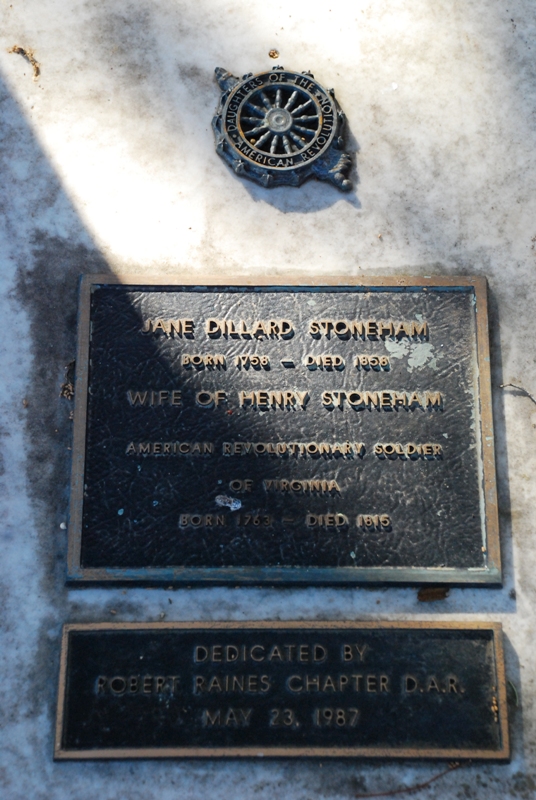 DAUGHTERS OF THE
AMERICAN REVOLUTION
JANE DILLARD STONEHAM
BORN 1758 – DIED 1858
WIFE OF HENRY STONEHAM
AMERICAN REVOLUTIONARY SOLDIER
OF VIRGINIA
BORN 1763 – DIED 1815
DEDICATED BY
ROBERT RAINES CHAPTER D.A.R.
MAY 23, 1987